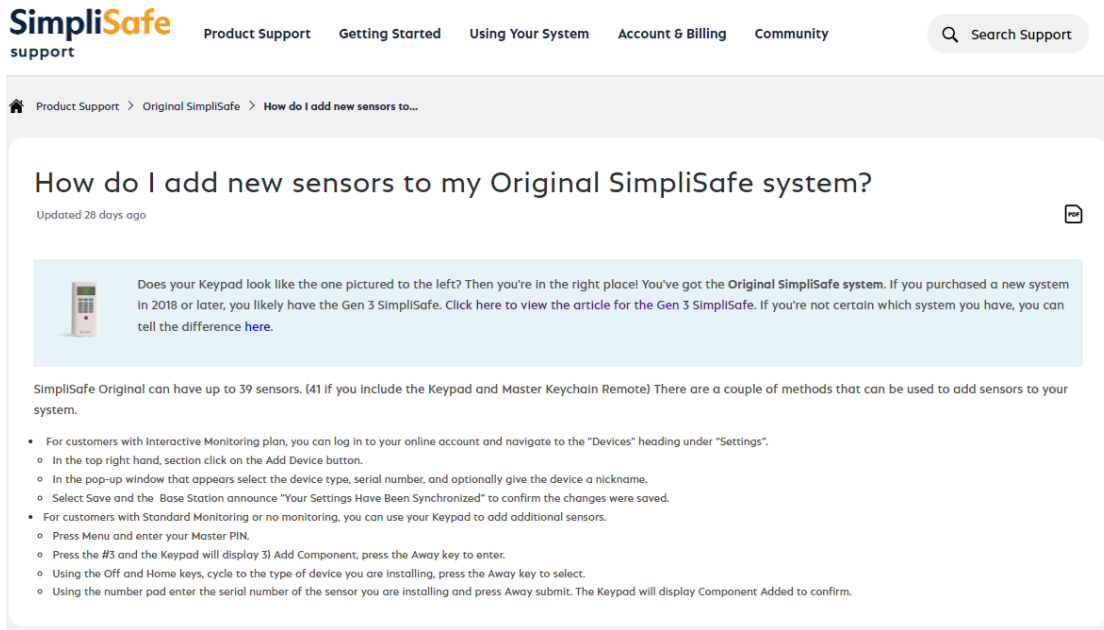 SimpliSafe
support
Product Support
Getting Started
Using Your System
Account & Billing
Community
Search Support
Product Support > Original SimpliSafe > How do I add new sensors to...
How do I add new sensors to my Original SimpliSafe system?
Updated 28 days ago
PDF
Does your Keypad look like the one pictured to the left? Then you're in the right place! You've got the Original SimpliSafe system. If you purchased a new system
in 2018 or later, you likely have the Gen 3 SimpliSafe. Click here to view the article for the Gen 3 SimpliSafe. If you're not certain which system you have, you can
tell the difference here.
SimpliSafe Original can have up to 39 sensors. (41 if you include the Keypad and Master Keychain Remote) There are a couple of methods that can be used to add sensors to your
system.
• For customers with Interactive Monitoring plan, you can log in to your online account and navigate to the "Devices" heading under "Settings".
o In the top right hand, section click on the Add Device button.
o In the pop-up window that appears select the device type, serial number, and optionally give the device a nickname.
o Select Save and the Base Station announce "Your Settings Have Been Synchronized" to confirm the changes were saved.
• For customers with Standard Monitoring or no monitoring, you can use your Keypad to add additional sensors.
o Press Menu and enter your Master PIN.
o Press the #3 and the Keypad will display 3) Add Component, press the Away key to enter.
o Using the Off and Home keys, cycle to the type of device you are installing, press the Away key to select.
o Using the number pad enter the serial number of the sensor you are installing and press Away submit. The Keypad will display Component Added to confirm.